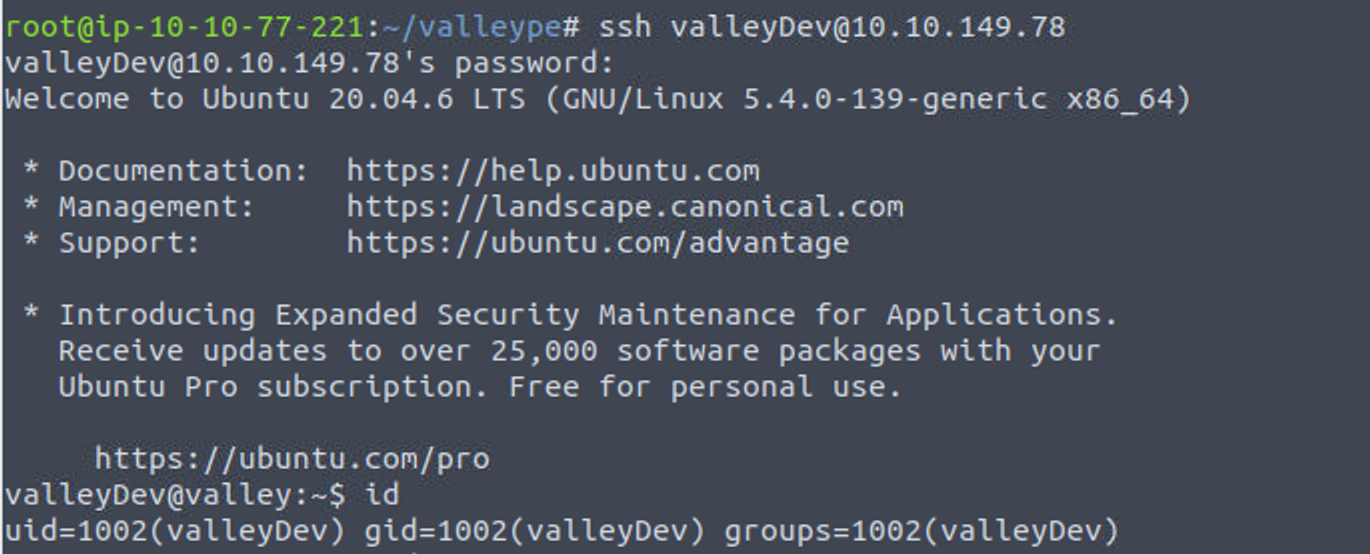 root@ip-10-10-77-221:~/valleype# ssh valleyDev@10.10.149.78
valleyDev@10.10.149.78's password:
Welcome to Ubuntu 20.04.6 LTS (GNU/Linux 5.4.0-139-generic x86_64)
* Documentation: https://help.ubuntu.com
* Management: https://landscape.canonical.com
* Support: https://ubuntu.com/advantage
* Introducing Expanded Security Maintenance for Applications.
Receive updates to over 25,000 software packages with your
Ubuntu Pro subscription. Free for personal use.
https://ubuntu.com/pro
valleyDev@valley:~$ id
uid=1002(valleyDev) gid=1002(valleyDev) groups=1002(valleyDev)